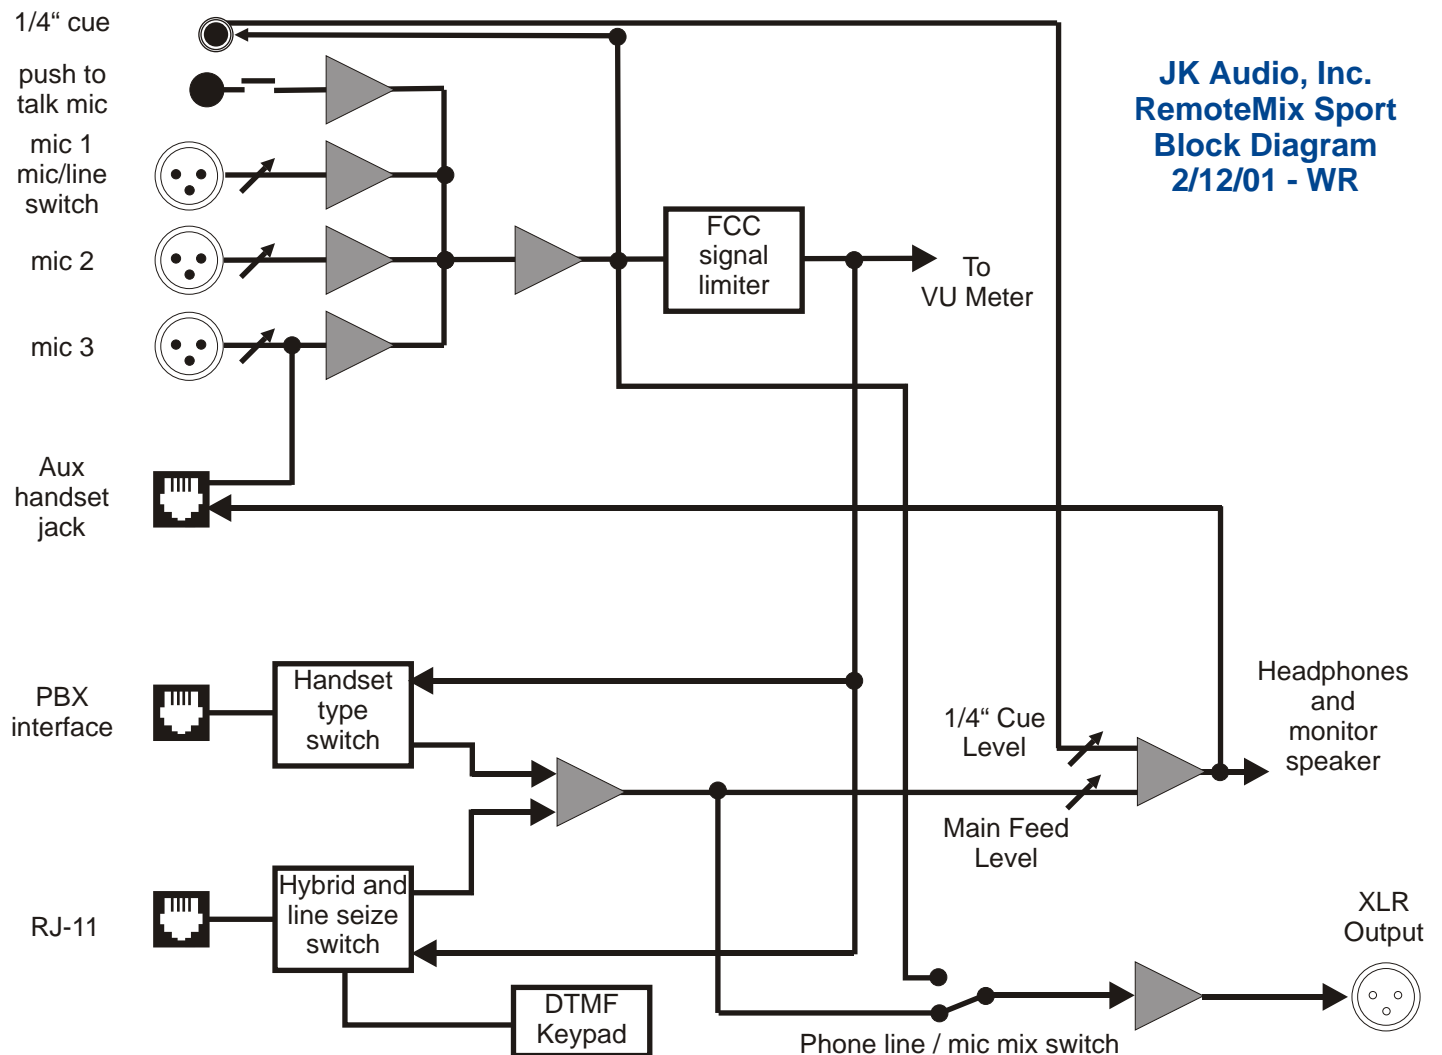 1/4“ cue
push to
talk mic
mic 1
mic/line
switch
mic 2
mic 3
Aux
handset
jack
PBX
interface
RJ-11
JK Audio, Inc.
RemoteMix Sport
Block Diagram
2/12/01 - WR
FCC
signal
limiter
To
VU Meter
Handset
type
switch
Hybrid and
line seize
switch
DTMF
Keypad
1/4“ Cue
Level
Main Feed
Level
Headphones
and
monitor
speaker
XLR
Output
Phone line / mic mix switch